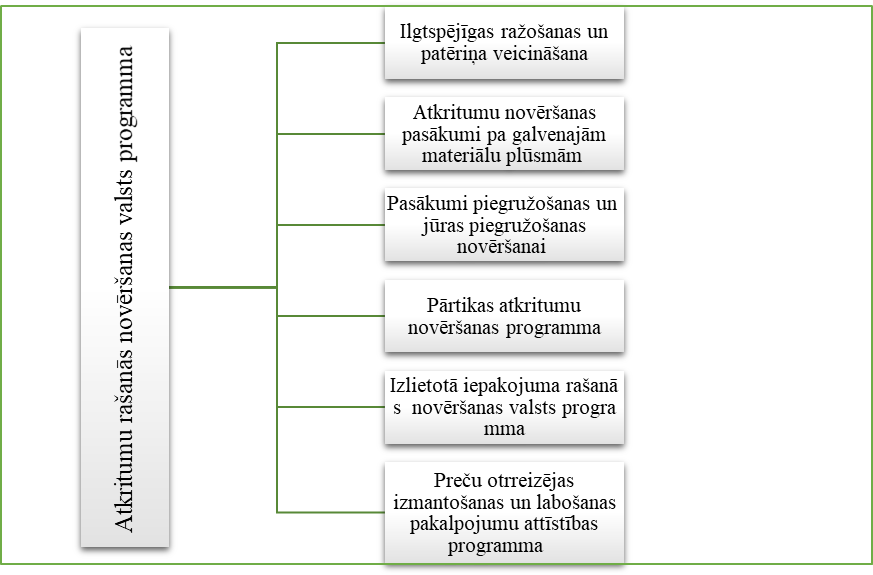 Atkritumu rašanās novēršanas valsts programma
Ilgtspējīgas ražošanas un
patēriņa veicināšana
Atkritumu novēršanas
pasākumi pa galvenajām
materiālu plūsmām
Pasākumi piegružošanas un
jūras piegružošanas
novēršanai
Pārtikas atkritumu
novēršanas programma
Izlietotā iepakojuma rašanā
s novēršanas valsts progra
mma
Preču otrreizējas
izmantošanas un labošanas
pakalpojumu attīstības
programma